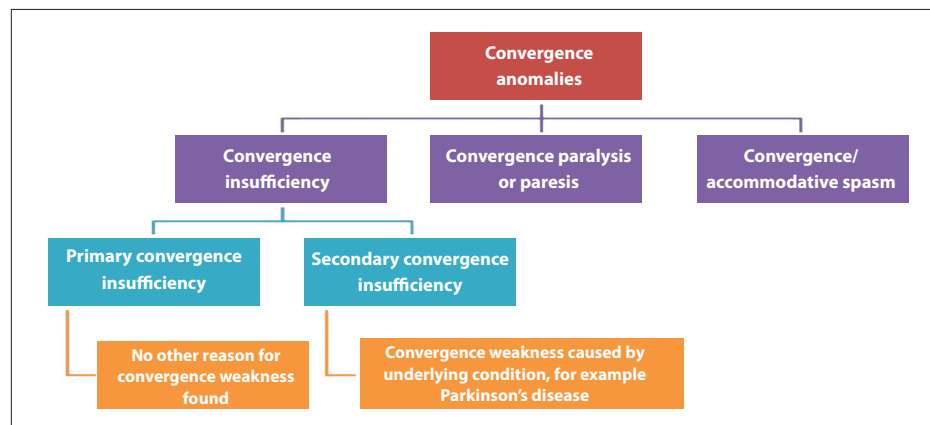 Convergence
anomalies
Convergence
insufficiency
Convergence paralysis
or paresis
Convergence/
accommodative spasm
Primary convergence
insufficiency
Secondary convergence
insufficiency
No other reason for
convergence weakness
found
Convergence weakness caused by
underlying condition, for example
Parkinson’s disease